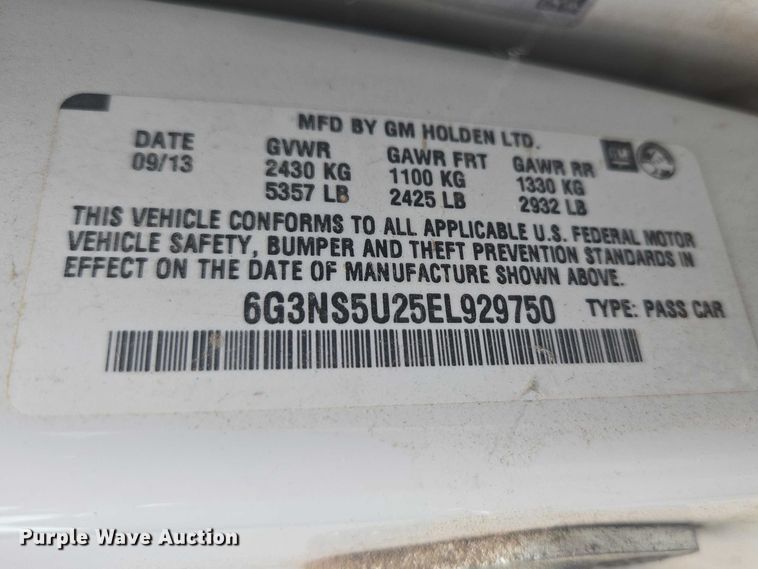 MFD BY GM HOLDEN LTD.
DATE GVWR GAWR FRT GAWR RR GM
09/13 2430 KG 1100 KG 1330 KG
5357 LB 2425 LB 2932 LB
THIS VEHICLE CONFORMS TO ALL APPLICABLE U.S. FEDERAL MOTOR
VEHICLE SAFETY, BUMPER AND THEFT PREVENTION STANDARDS IN
EFFECT ON THE DATE OF MANUFACTURE SHOWN ABOVE.
6G3NS5U25EL929750 TYPE: PASS CAR
Purple Wave Auction